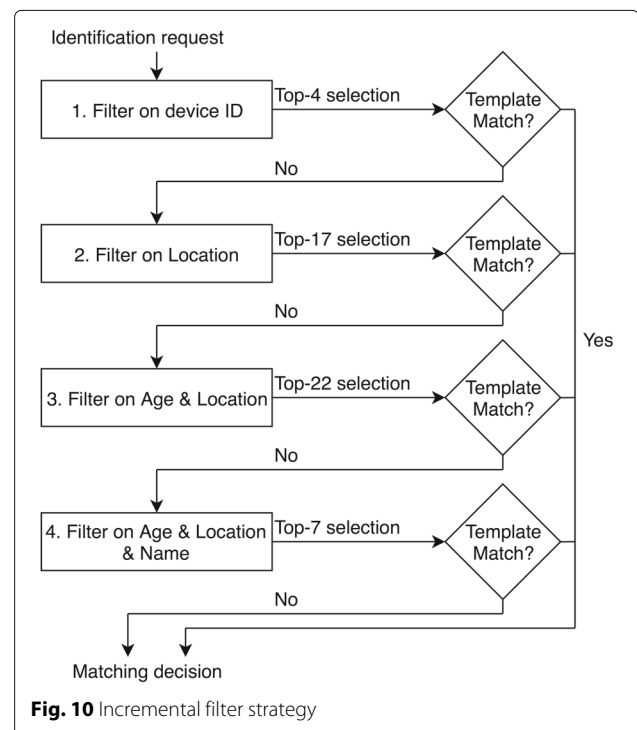 Identification request
1. Filter on device ID
Top-4 selection
Template
Match?
No
2. Filter on Location
Top-17 selection
Template
Match?
No
Yes
3. Filter on Age & Location
Top-22 selection
Template
Match?
No
4. Filter on Age & Location
& Name
Top-7 selection
Template
Match?
No
Matching decision
Fig. 10 Incremental filter strategy